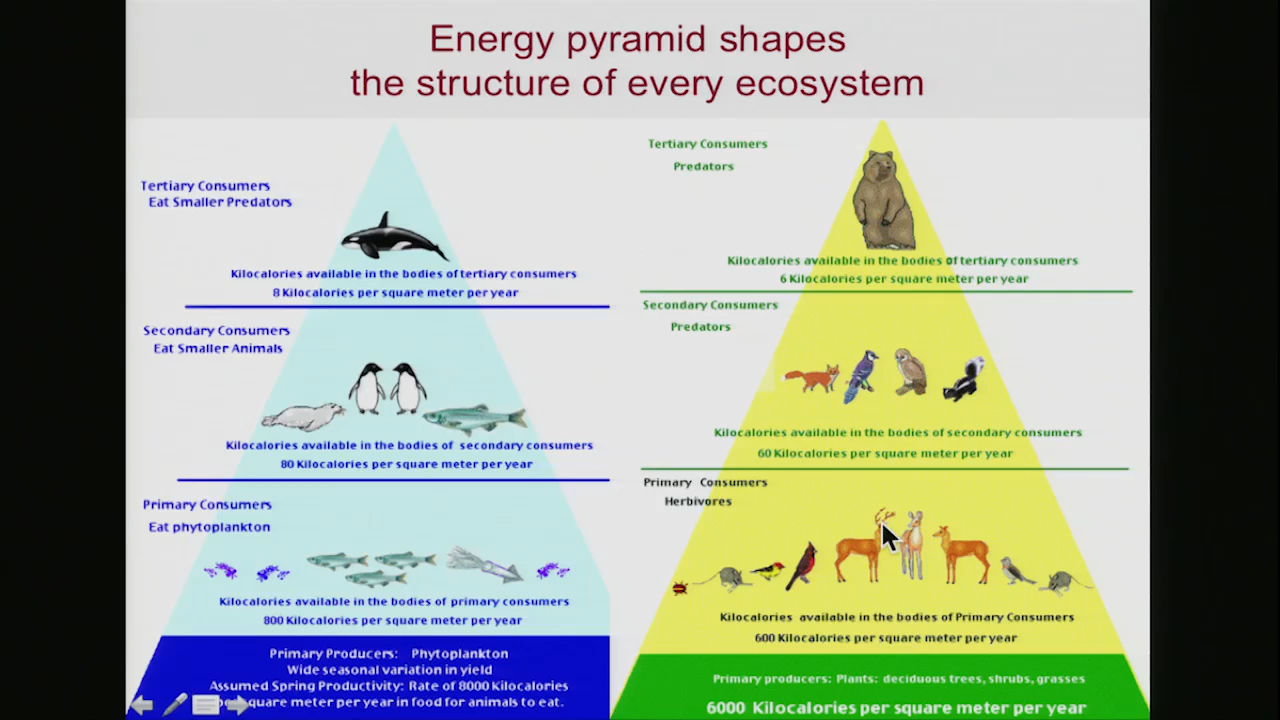 Energy pyramid shapes
the structure of every ecosystem
Tertiary Consumers
Eat Smaller Predators
Kilocalories available in the bodies of tertiary consumers
8 Kilocalories per square meter per year
Secondary Consumers
Eat Smaller Animals
Kilocalories available in the bodies of secondary consumers
80 Kilocalories per square meter per year
Primary Consumers
Eat phytoplankton
Kilocalories available in the bodies of primary consumers
800 Kilocalories per square meter per year
Primary Producers: Phytoplankton
Wide seasonal variation in yield
Assumed Spring Productivity: Rate of 8000 Kilocalories
square meter per year in food for animals to eat.
Tertiary Consumers
Predators
Kilocalories available in the bodies of tertiary consumers
6 Kilocalories per square meter per year
Secondary Consumers
Predators
Kilocalories available in the bodies of secondary consumers
60 Kilocalories per square meter per year
Primary Consumers
Herbivores
Kilocalories available in the bodies of Primary Consumers
600 Kilocalories per square meter per year
Primary producers: Plants: deciduous trees, shrubs, grasses
6000 Kilocalories per square meter per year